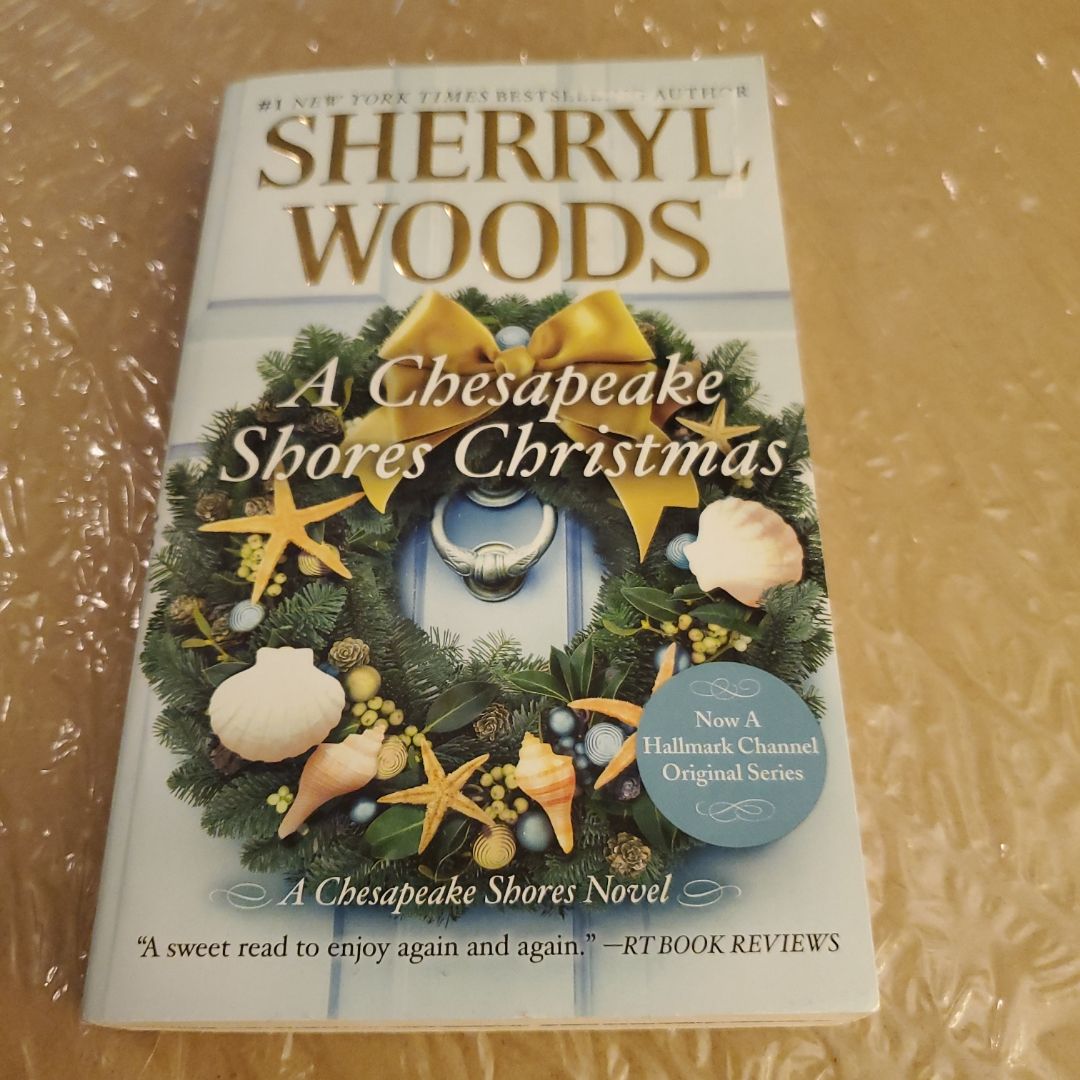 #1 NEW YORK TIMES BESTSELLING AUTHOR
SHERRYL
WOODS
A Chesapeake
Shores Christmas
Now A
Hallmark Channel
Original Series
A Chesapeake Shores Novel
“A sweet read to enjoy again and again.” —RT BOOK REVIEWS